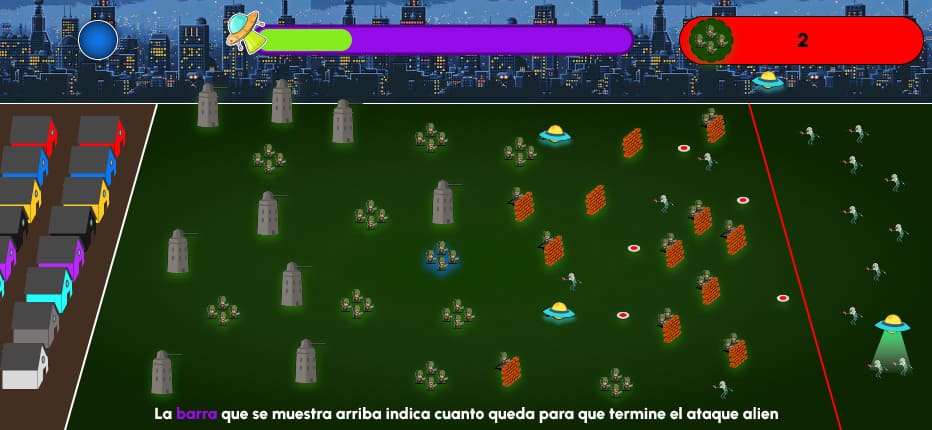 2
La barra que se muestra arriba indica cuanto queda para que termine el ataque alien